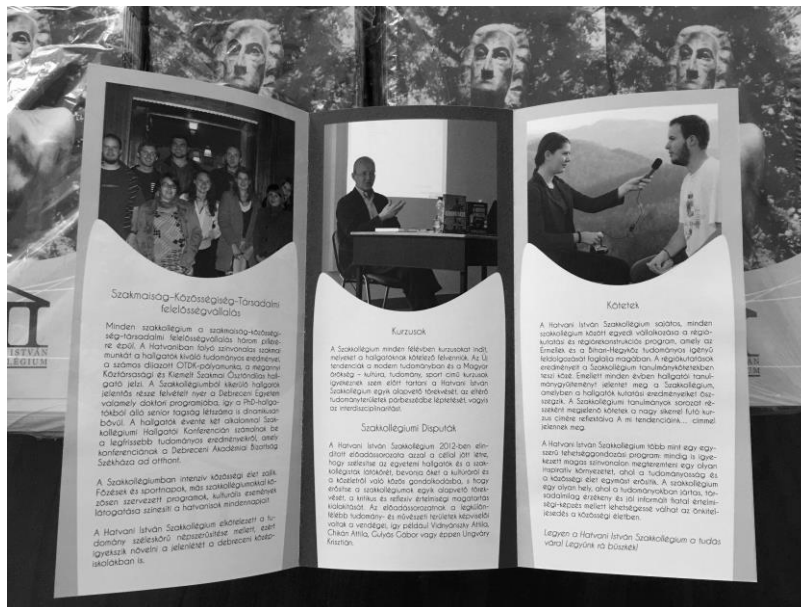 Szakmaiság-Közösségiség-Társadalmi
felelősségvállalás
Minden szakkollégium a szakmaiság-közösségi-
ség-társadalmi felelősségvállalás három pillé-
re épül. A Hatvaniban folyó színvonalas szakmai
munkát a hallgatók kiváló tudományos eredményei,
a számos díjazott OTDK-pályamunka, a megannyi
Köztársasági és Kiemelt Szakmai Ösztöndíjas hall-
gató jelzi. A Szakkollégiumból kikerülő hallgatók
jelentős része felvételt nyer a Debreceni Egyetem
valamely doktori programjába, így a PhD-hallga-
tókból álló senior tagság létszáma is dinamikusan
bővül. A hallgatók évente két alkalommal Szak-
kollégiumi Hallgatói Konferencián számolnak be
a legfrissebb tudományos eredményekről, amely
konferenciának a Debreceni Akadémiai Bizottság
Székháza ad otthont.
A Szakkollégiumban intenzív közösségi élet zajlik.
Főzések és sportnapok, más szakkollégiumokkal kö-
zösen szervezett programok, kulturális események
látogatása színesíti a hatvanisok mindennapjait.
A Hatvani István Szakkollégium elkötelezett a tu-
domány széleskörű népszerűsítése mellett, ezért
igyekszik növelni a jelenlétét a debreceni közép-
iskolákban is.
Kurzusok
A Szakkollégium minden félévben kurzusokat indít,
melyeket a hallgatóknak kötelező felvenniük. Az Új
tendenciák a modern tudományban és a Magyar
örökség – kultúra, tudomány, sport című kurzusok
igyekeznek szem előtt tartani a Hatvani István
Szakkollégium egyik alapvető törekvését, az eltérő
tudományterületek párbeszédbe léptetését, vagyis
az interdiszciplinaritást.
Szakkollégiumi Disputák
A Hatvani István Szakkollégium 2012-ben elin-
dított előadássorozata azzal a céllal jött létre,
hogy szélesítse az egyetemi hallgatók és a szak-
kollégisták látókörét, bevonja őket a kulturális és
a közéletről való közös gondolkodásba, s hogy
erősítse a szakkollégiumok egyik alapvető törek-
vését, a kritikus és reflexív értelmiségi magatartás
kialakítását. Az előadássorozatnak a legkülön-
félébb tudomány- és művészeti területek képviselői
voltak a vendégei, így például Vidnyánszky Attila,
Chikán Attila, Gulyás Gábor vagy éppen Ungváry
Krisztián.
Kötetek
A Hatvani István Szakkollégium sajátos, minden
szakkollégium között egyedi vállalkozása a régió-
kutatási és régiórekonstrukciós program, amely az
Érmellék és a Bihari-Hegyköz tudományos igényű
feldolgozását foglalja magában. A régiókutatások
eredményeit a Szakkollégium tanulmánykötetekben
teszi közzé. Emellett minden évben hallgatói tanul-
mánygyűjteményt jelentet meg a Szakkollégium,
amelyben a hallgatók kutatási eredményeiket ösz-
szegzik. A Szakkollégiumi tanulmányok sorozat ré-
szeként megjelenő kötetek a nagy sikerrel futó kur-
zus címére reflektálva A mi tendenciáink... címmel
jelennek meg.
A Hatvani István Szakkollégium több mint egy egy-
szerű tehetséggondozási program: mindig is igye-
kezett magas színvonalon megteremteni egy olyan
inspiratív környezetet, ahol a tudományosság és
a közösségi élet egymást erősítik. A szakkollégium
egy olyan hely, ahol a tudományokban jártas, tár-
sadalmilag érzékeny és jól informált fiatal értelmi-
ségi-képzés mellett lehetségessé válhat az önkitel-
jesedés a közösségi életben.
Legyen a Hatvani István Szakkollégium a tudás
vára! Legyünk rá büszkék!
ISTVÁN